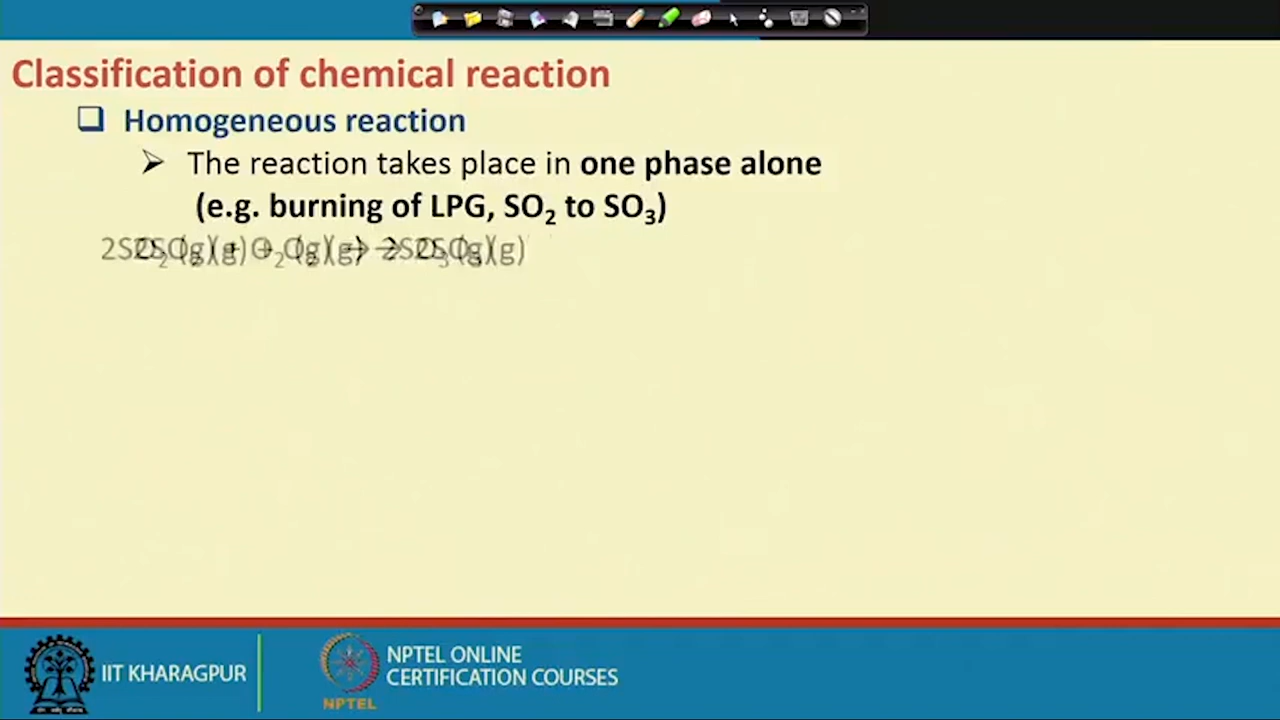 Classification of chemical reaction
❑ Homogeneous reaction
➢ The reaction takes place in one phase alone
(e.g. burning of LPG, SO₂ to SO₃)
2SO₂(g) + O₂(g) → 2SO₃(g)
IIT KHARAGPUR
NPTEL
NPTEL ONLINE
CERTIFICATION COURSES